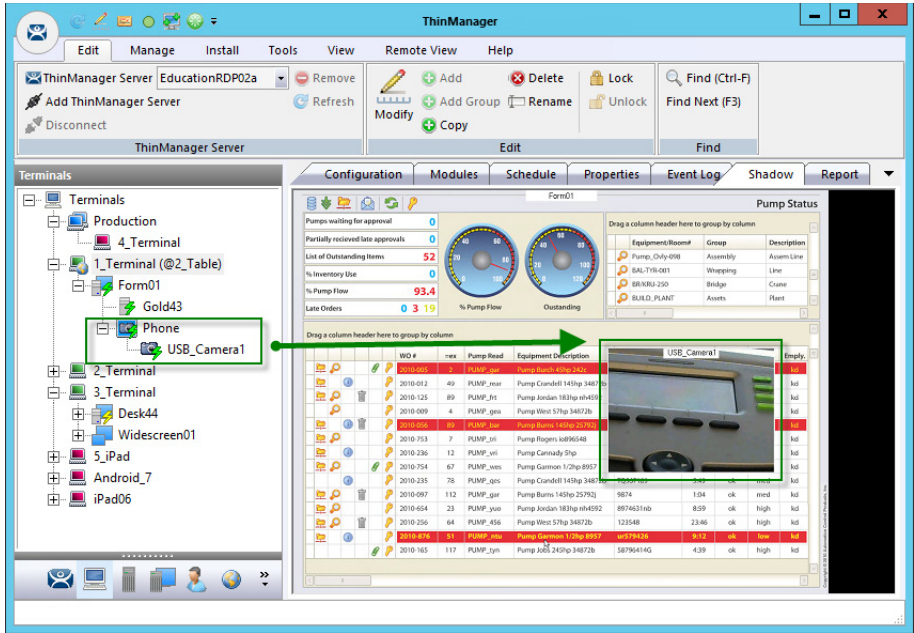 ThinManager
Edit Manage Install Tools View Remote View Help
ThinManager Server EducationRDP02a Remove
Add ThinManager Server Refresh
Disconnect
ThinManager Server
Modify
Add Delete
Add Group Rename
Copy
Edit
Lock
Unlock
Find (Ctrl-F)
Find Next (F3)
Find
Terminals
Terminals
Production
4_Terminal
1_Terminal (@2_Table)
Form01
Gold43
Phone
USB_Camera1
2_Terminal
3_Terminal
Desk44
Widescreen01
5_iPad
Android_7
iPad06
Configuration Modules Schedule Properties Event Log Shadow Report
Form01
Pump Status
Pumps waiting for approval 0
Partially recieved late approvals 0
List of Outstanding Items 52
% Inventory Use 0
% Pump Flow 93.4
Late Orders 0 3 19
% Pump Flow
Oustanding
Drag a column header here to group by column
Equipment/Room# Group Description
Pump_Ovly-098 Assembly Assem Line
BAL-TYR-001 Wrapping Line
BR/KRU-250 Bridge Crane
BUILD_PLANT Assets Plant
Drag a column header here to group by column
WO # =ex Pump Read Equipment Description Emply.
2010-005 2 PUMP_gar Pump Burch 45hp 242c
2010-012 49 PUMP_rear Pump Crandell 145hp 34872b kd
2010-125 89 PUMP_frt Pump Jordan 183hp nh4592 kd
2010-009 4 PUMP_gea Pump West 57hp 34872b kd
2010-056 89 PUMP_bar Pump Burns 145hp 25792j kd
2010-753 7 PUMP_tri Pump Rogers io896548 kd
2010-236 12 PUMP_vri Pump Cannady 5hp kd
2010-754 67 PUMP_wes Pump Garmon 1/2hp 8957 kd
2010-235 78 PUMP_qes Pump Crandell 145hp 34872b 3:45 ok med kd
2010-097 112 PUMP_gar Pump Burns 145hp 25792j 9874 1:04 ok med kd
2010-654 23 PUMP_yuo Pump Jordan 183hp nh4592 8974631nb 8:59 ok high kd
2010-256 64 PUMP_456 Pump West 57hp 34872b 123548 23:46 ok high kd
2010-876 51 PUMP_ntu Pump Garmon 1/2hp 8957 ur579426 9:12 ok low kd
2010-165 117 PUMP_tyn Pump Jobs 245hp 34872b 58796414G 4:39 ok high kd
USB_Camera1